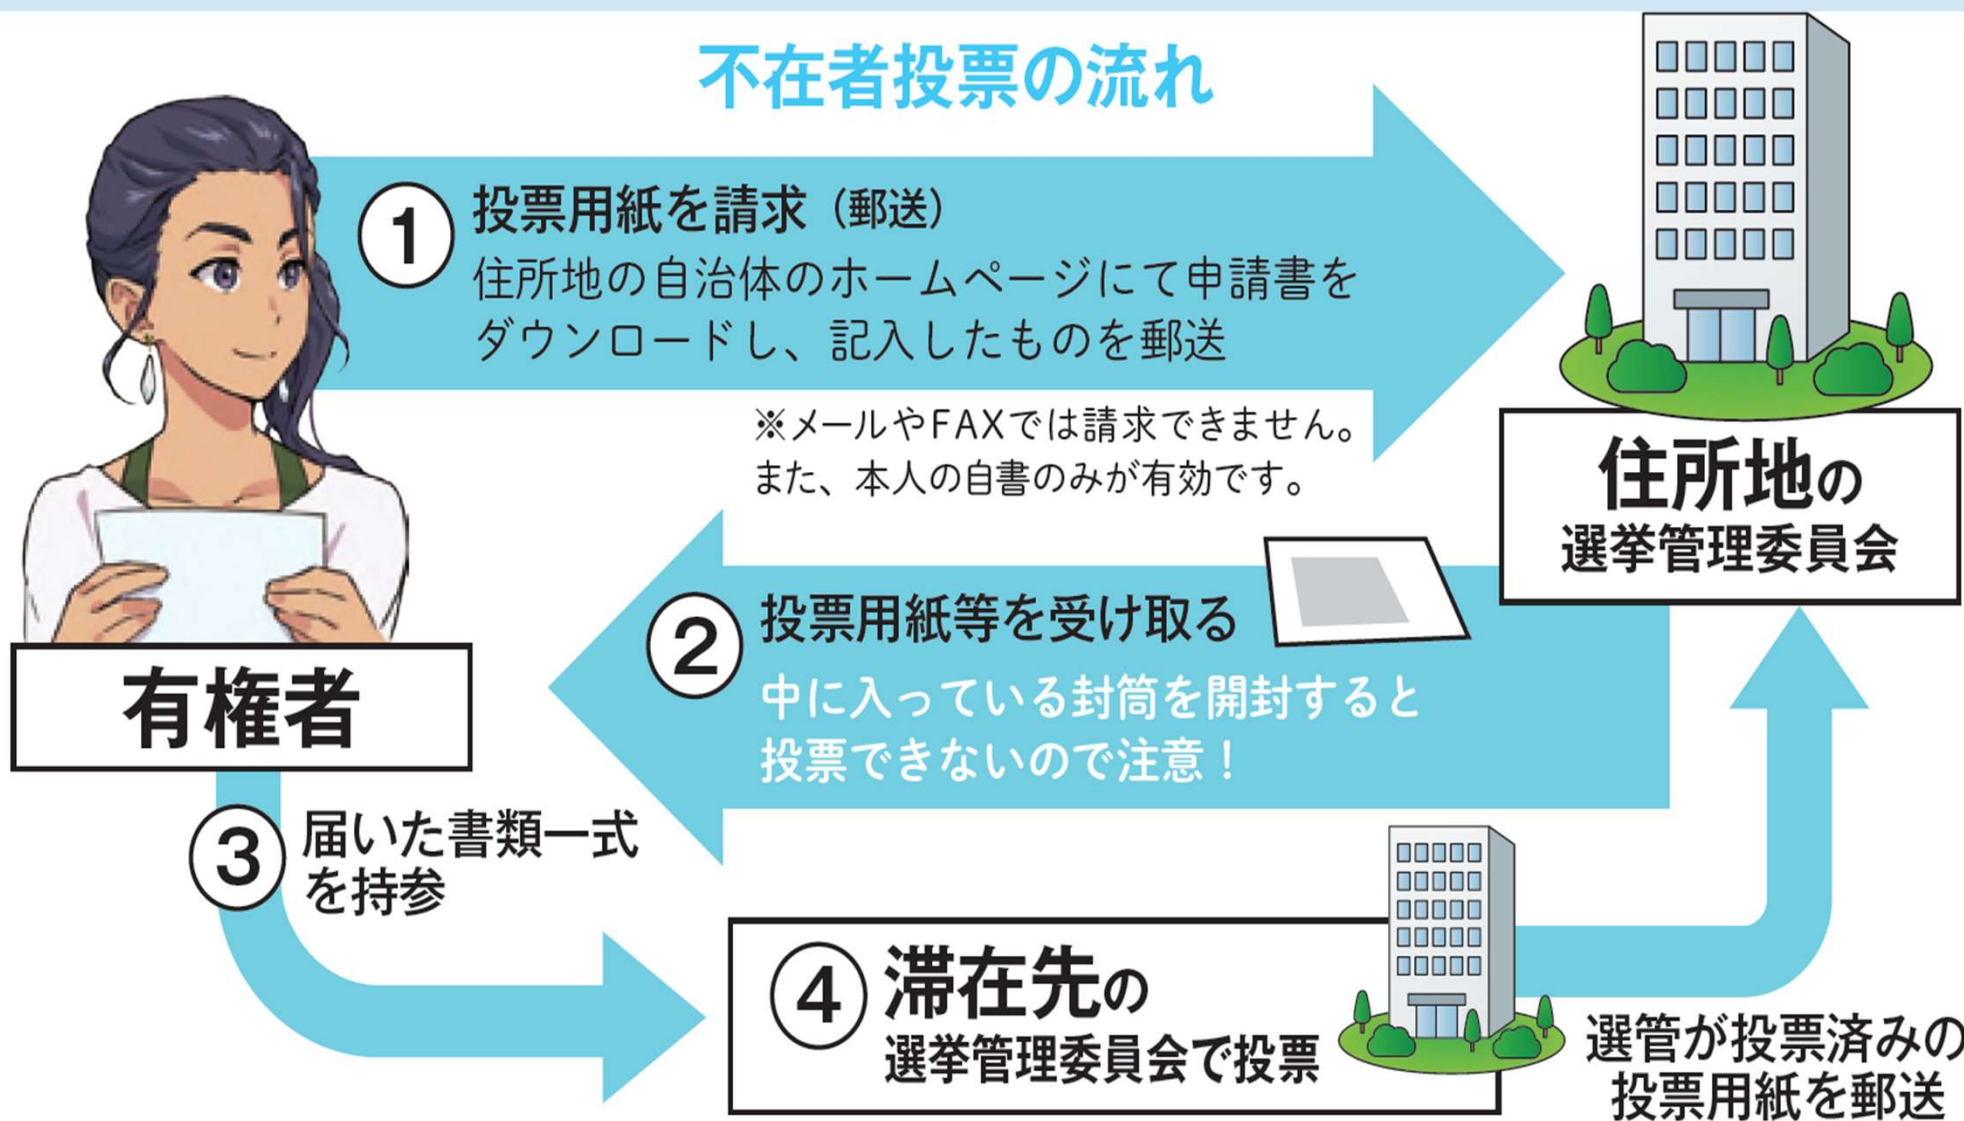 不在者投票の流れ
① 投票用紙を請求（郵送）
住所地の自治体のホームページにて申請書を
ダウンロードし、記入したものを郵送
※メールやFAXでは請求できません。
また、本人の自書のみが有効です。
住所地の
選挙管理委員会
② 投票用紙等を受け取る
中に入っている封筒を開封すると
投票できないので注意！
有権者
③ 届いた書類一式
を持参
④ 滞在先の
選挙管理委員会で投票
選管が投票済みの
投票用紙を郵送